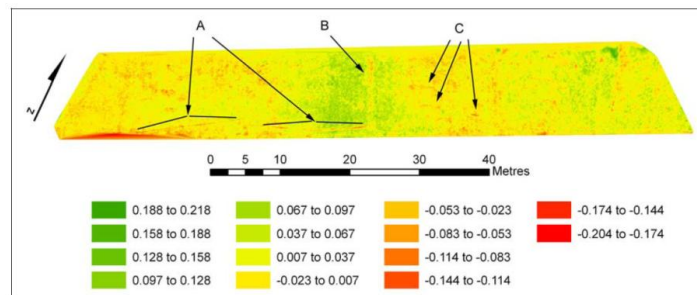 A
B
C
N
0 5 10 20 30 40
Metres
0.188 to 0.218
0.158 to 0.188
0.128 to 0.158
0.097 to 0.128
0.067 to 0.097
0.037 to 0.067
0.007 to 0.037
-0.023 to 0.007
-0.053 to -0.023
-0.083 to -0.053
-0.114 to -0.083
-0.144 to -0.114
-0.174 to -0.144
-0.204 to -0.174